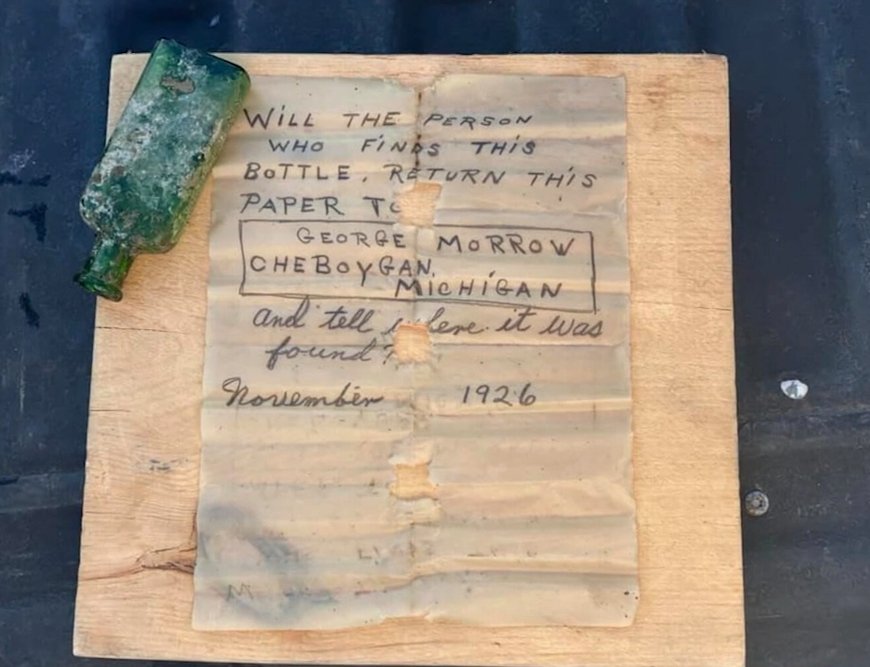 WiLL THE PERSON
WHO FiNDS THiS
BOTTLE, RETURN THiS
PAPER TO
GEORGE MORROW
CHEBOYGAN,
MiCHiGAN
and tell where it was
found?
November 1926